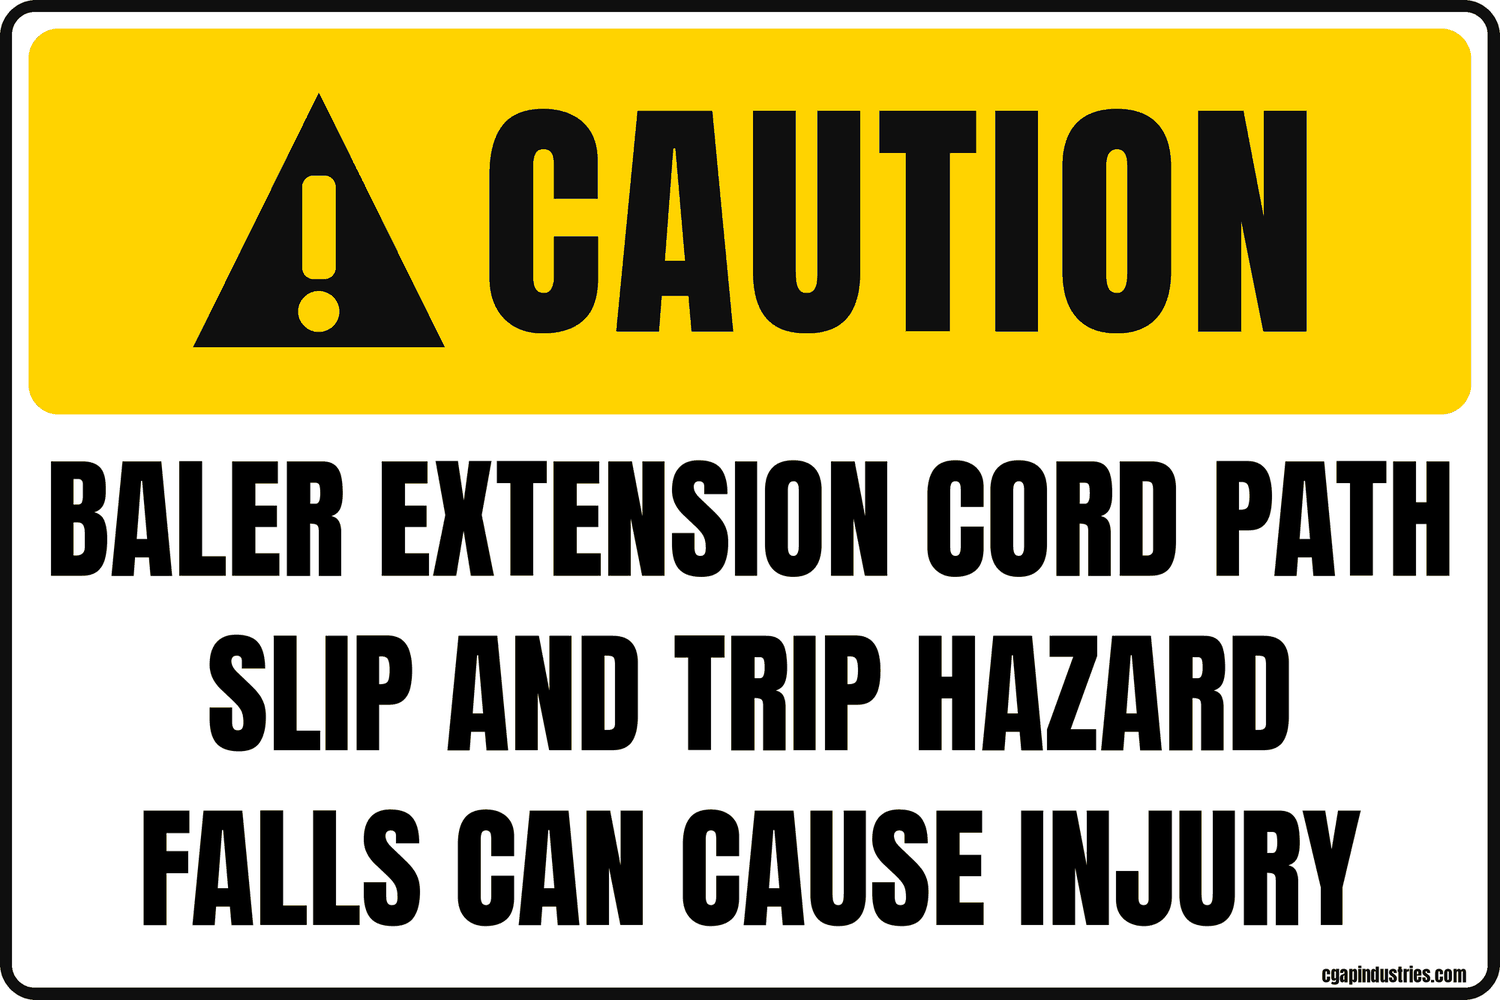 CAUTION
BALER EXTENSION CORD PATH
SLIP AND TRIP HAZARD
FALLS CAN CAUSE INJURY
cgapindustries.com